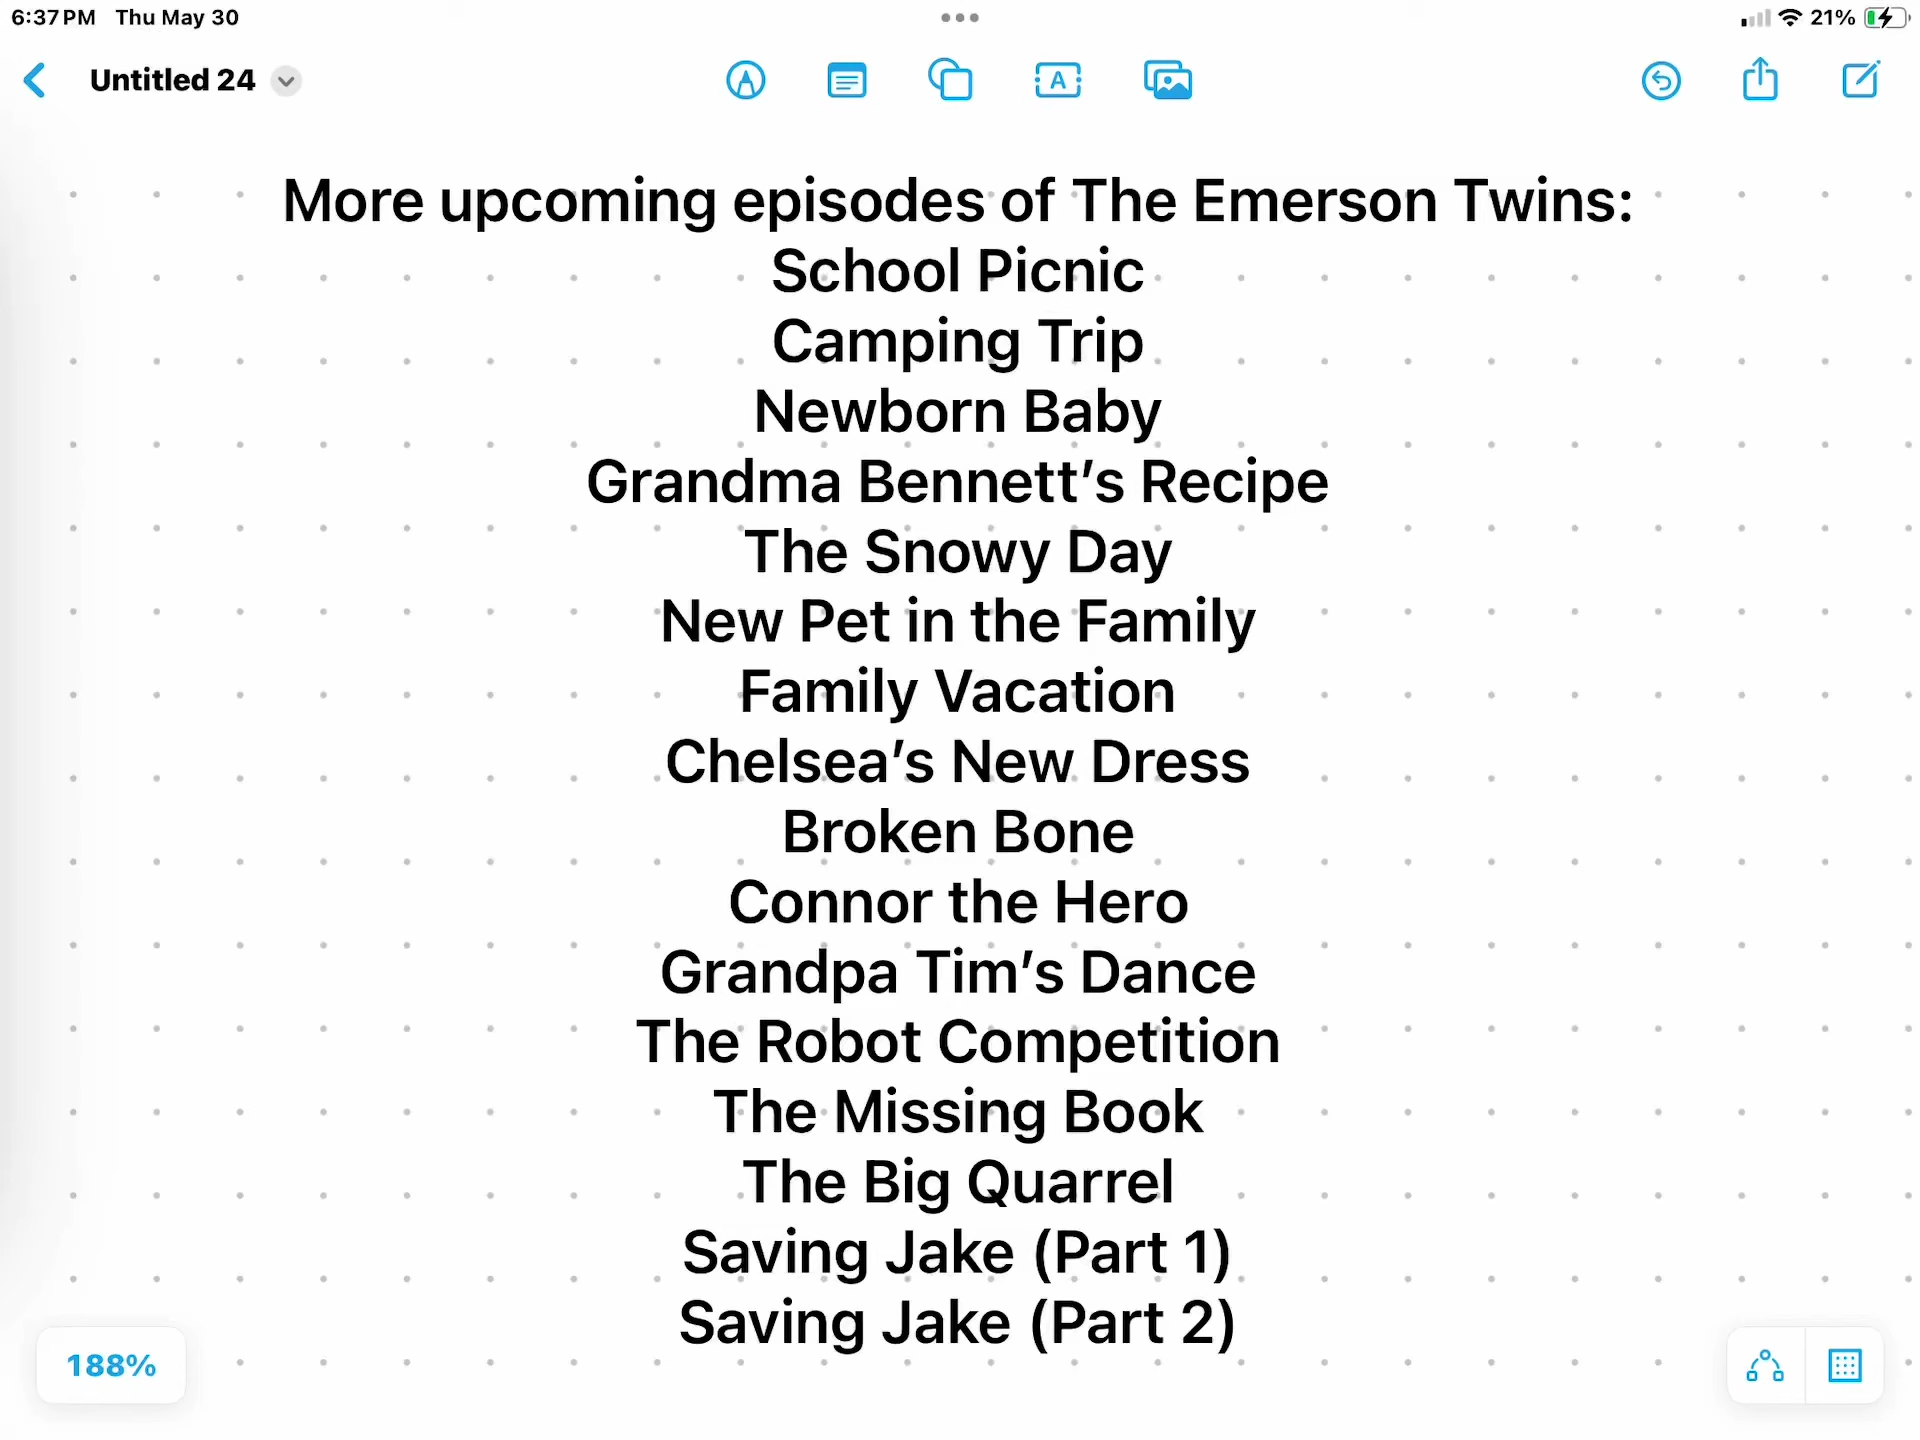 6:37 PM Thu May 30
21%
Untitled 24
A
More upcoming episodes of The Emerson Twins:
School Picnic
Camping Trip
Newborn Baby
Grandma Bennett’s Recipe
The Snowy Day
New Pet in the Family
Family Vacation
Chelsea’s New Dress
Broken Bone
Connor the Hero
Grandpa Tim’s Dance
The Robot Competition
The Missing Book
The Big Quarrel
Saving Jake (Part 1)
Saving Jake (Part 2)
188%